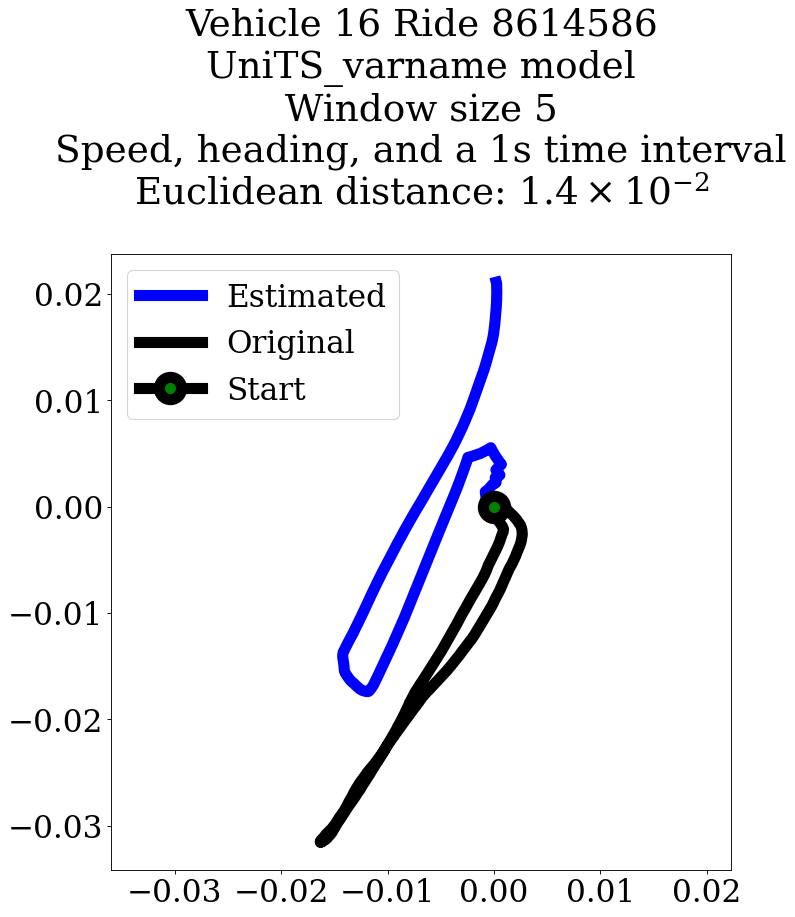 Vehicle 16 Ride 8614586
UniTS_varname model
Window size 5
Speed, heading, and a 1s time interval
Euclidean distance: 1.4 × 10⁻²
Estimated
Original
Start
0.02
0.01
0.00
−0.01
−0.02
−0.03
−0.03 −0.02 −0.01 0.00 0.01 0.02